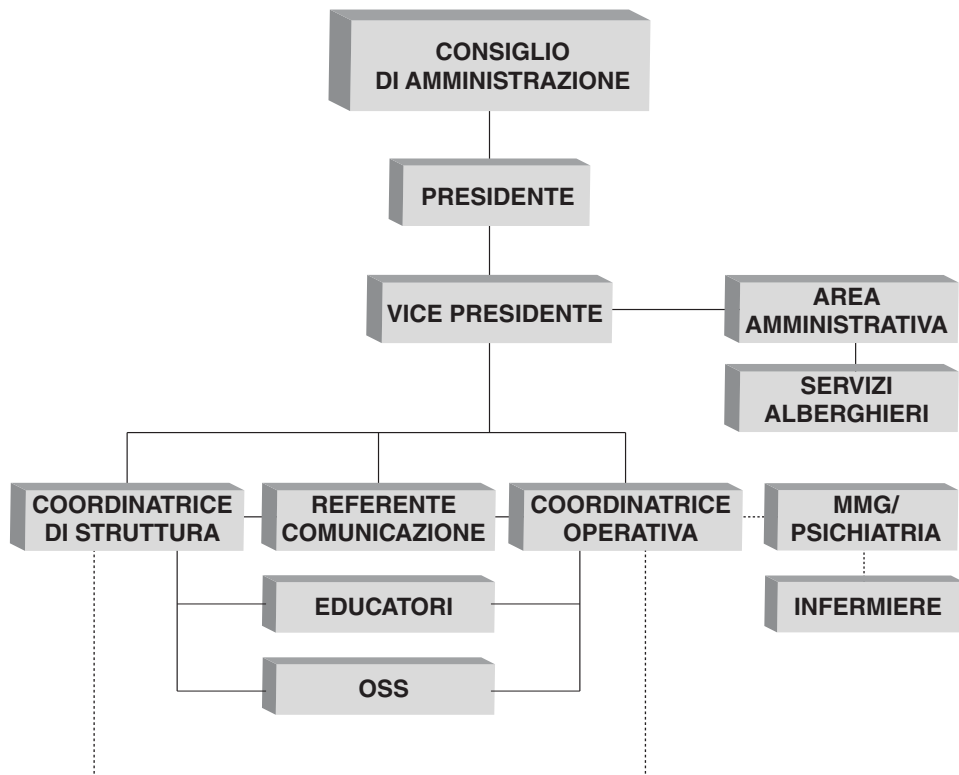 CONSIGLIO
DI AMMINISTRAZIONE
PRESIDENTE
VICE PRESIDENTE
AREA
AMMINISTRATIVA
SERVIZI
ALBERGHIERI
COORDINATRICE
DI STRUTTURA
REFERENTE
COMUNICAZIONE
COORDINATRICE
OPERATIVA
MMG/
PSICHIATRIA
EDUCATORI
INFERMIERE
OSS